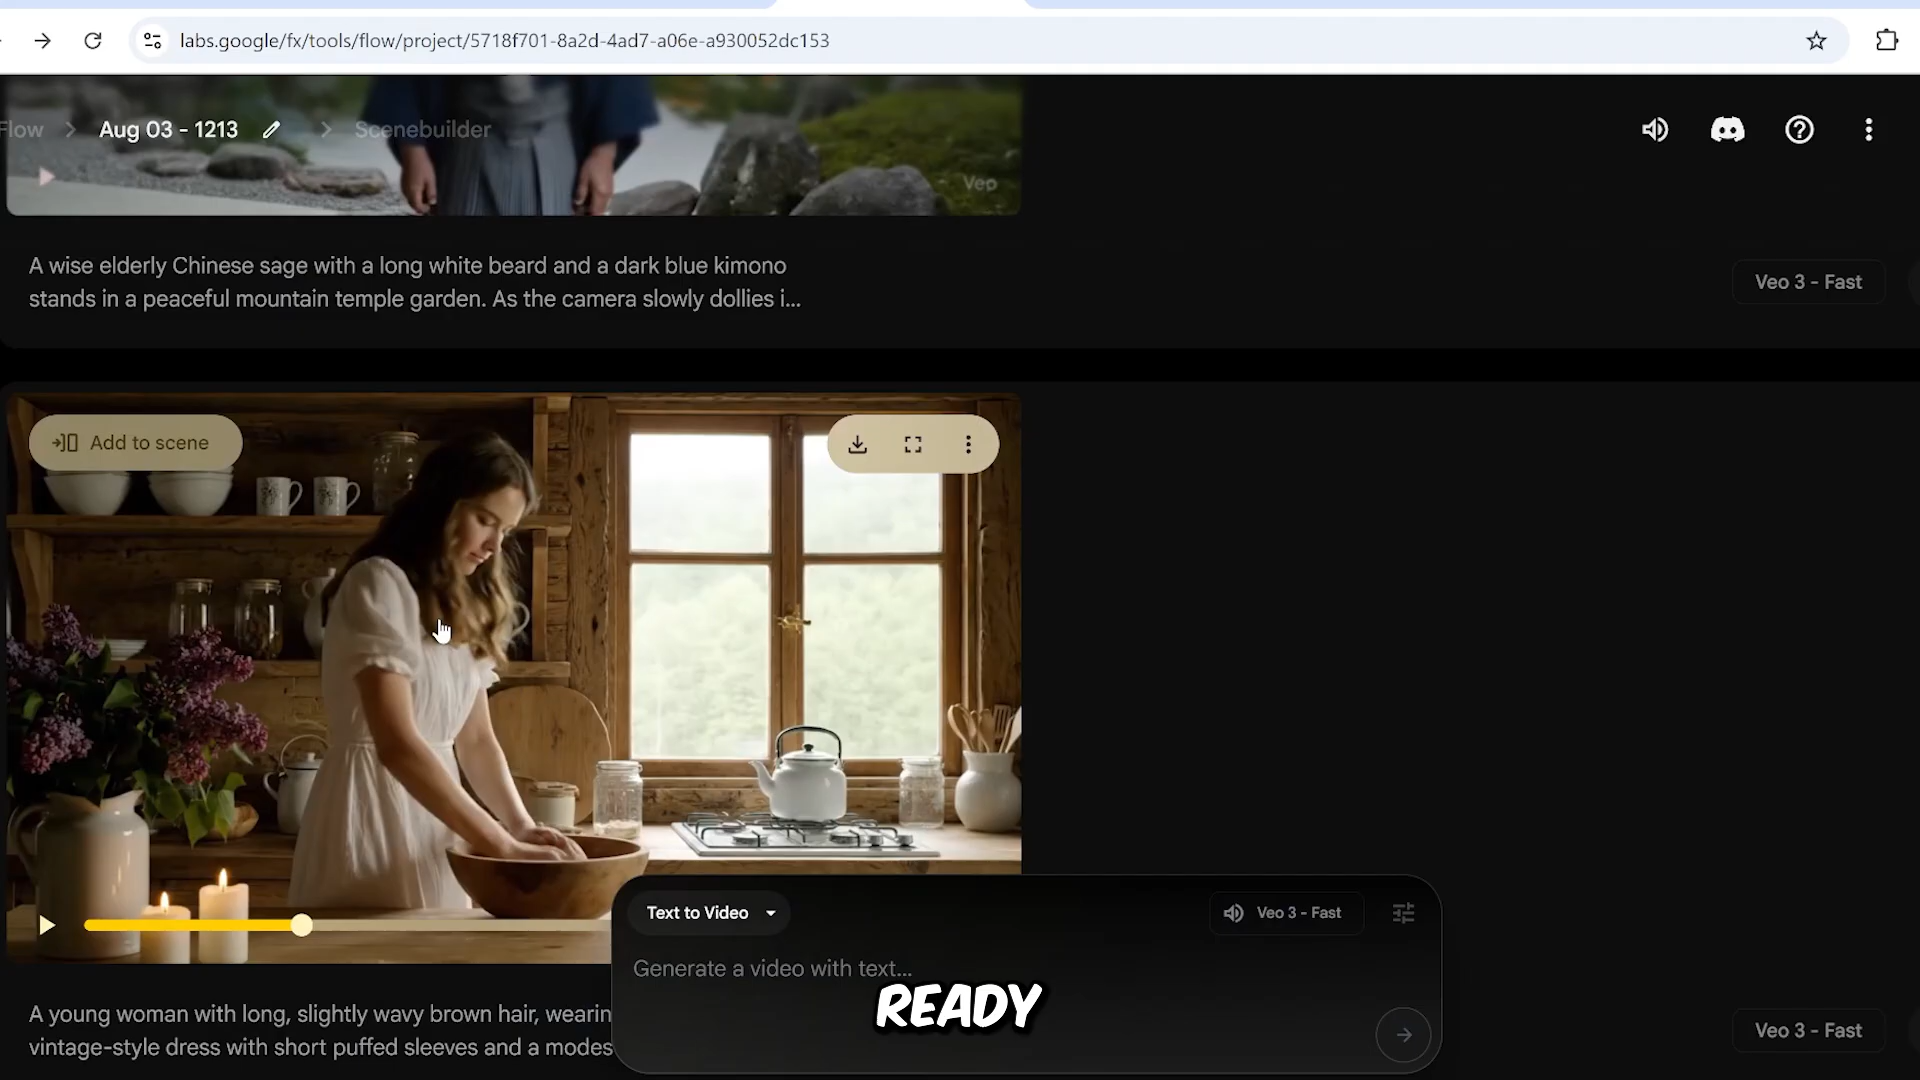 labs.google/fx/tools/flow/project/5718f701-8a2d-4ad7-a06e-a930052dc153
Flow
Aug 03 - 1213
Scenebuilder
Veo
A wise elderly Chinese sage with a long white beard and a dark blue kimono
stands in a peaceful mountain temple garden. As the camera slowly dollies i...
Veo 3 - Fast
Add to scene
Text to Video
Veo 3 - Fast
Generate a video with text...
READY
A young woman with long, slightly wavy brown hair, wearin
vintage-style dress with short puffed sleeves and a modes
Veo 3 - Fast